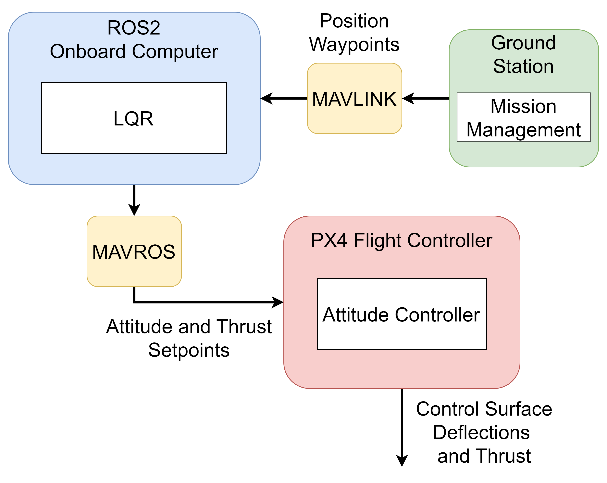 ROS2
Onboard Computer
LQR
Position
Waypoints
MAVLINK
Ground
Station
Mission
Management
MAVROS
Attitude and Thrust
Setpoints
PX4 Flight Controller
Attitude Controller
Control Surface
Deflections
and Thrust